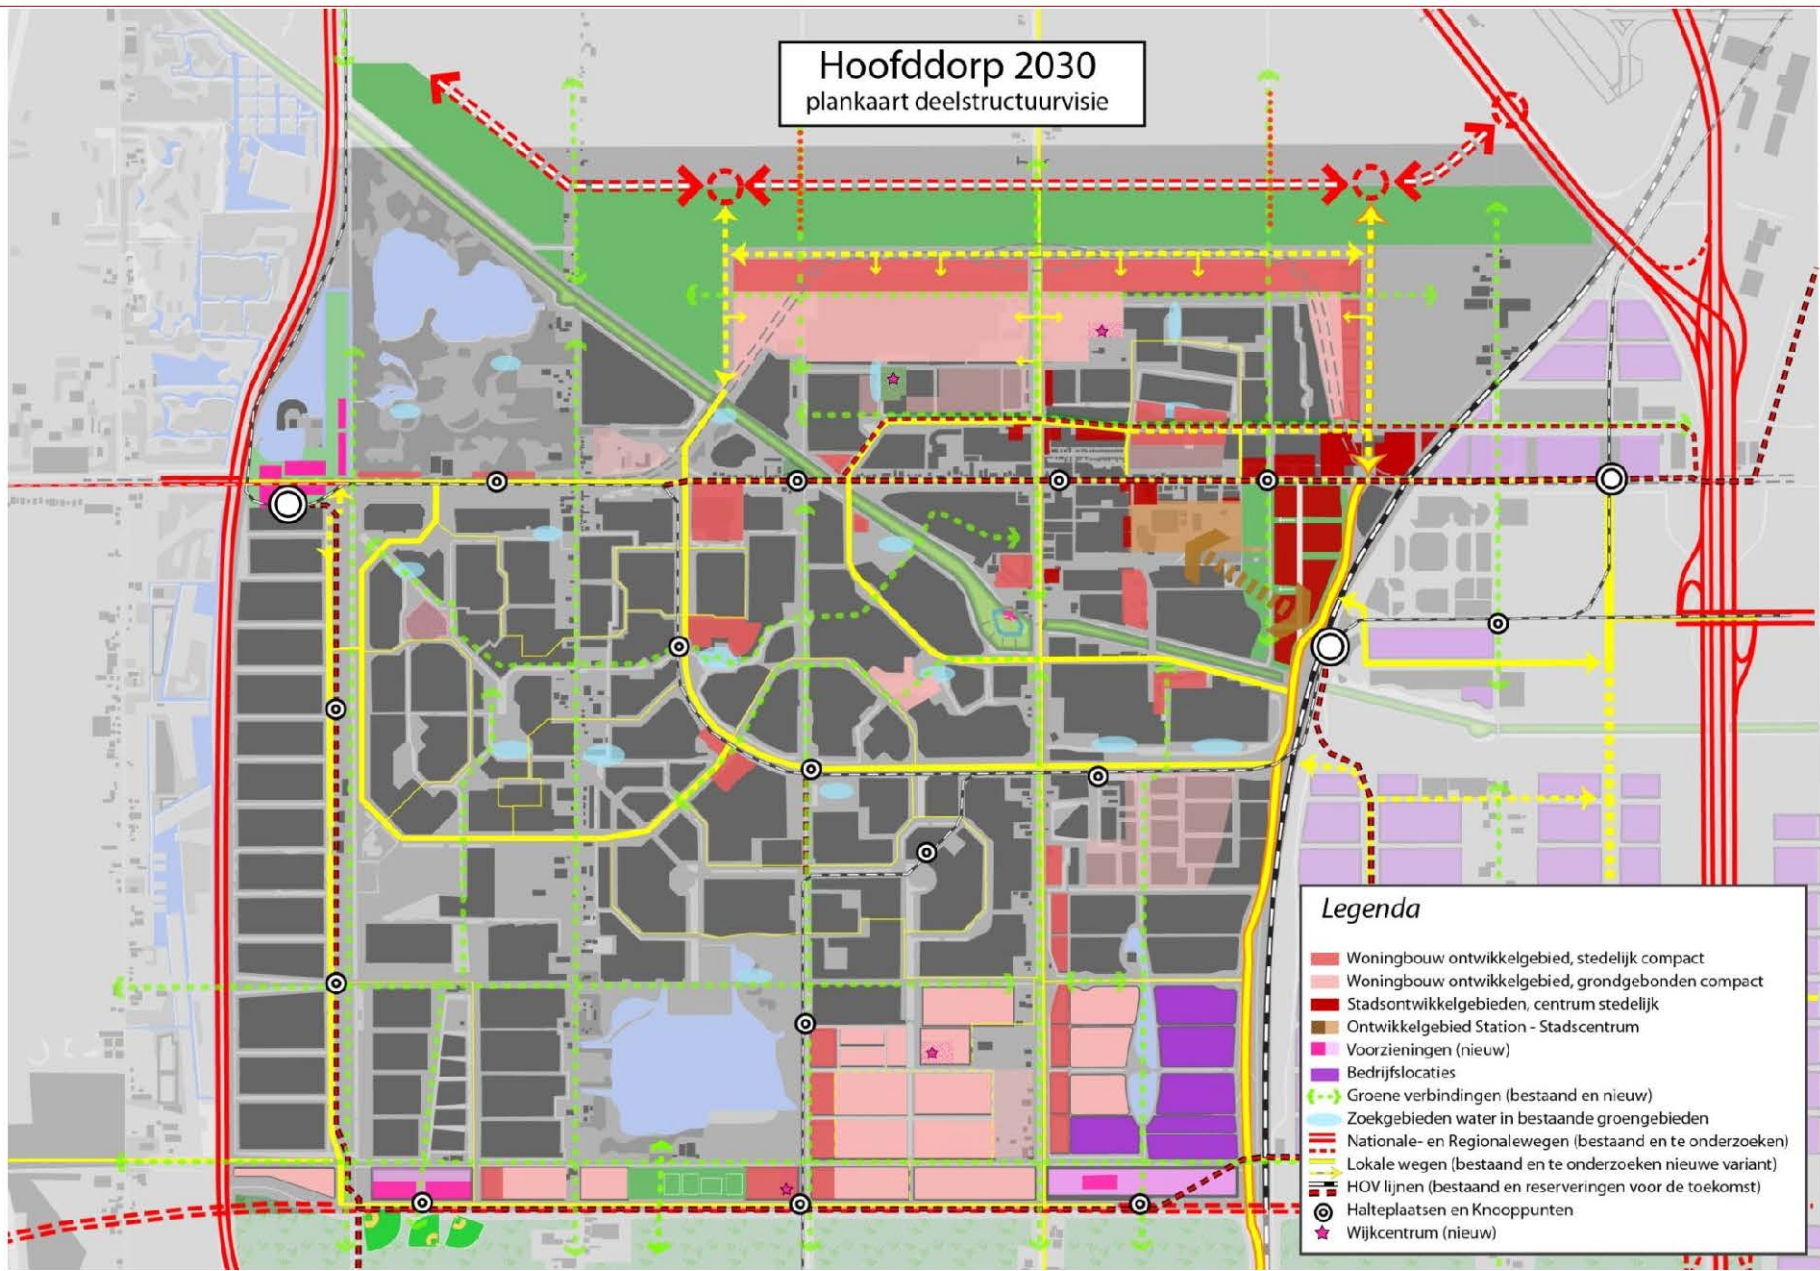 Hoofddorp 2030
plankaart deelstructuurvisie
Legenda
Woningbouw ontwikkelgebied, stedelijk compact
Woningbouw ontwikkelgebied, grondgebonden compact
Stadsontwikkelgebieden, centrum stedelijk
Ontwikkelgebied Station - Stadscentrum
Voorzieningen (nieuw)
Bedrijfslocaties
Groene verbindingen (bestaand en nieuw)
Zoekgebieden water in bestaande groengebieden
Nationale- en Regionalewegen (bestaand en te onderzoeken)
Lokale wegen (bestaand en te onderzoeken nieuwe variant)
HOV lijnen (bestaand en reserveringen voor de toekomst)
Halteplaatsen en Knooppunten
Wijkcentrum (nieuw)